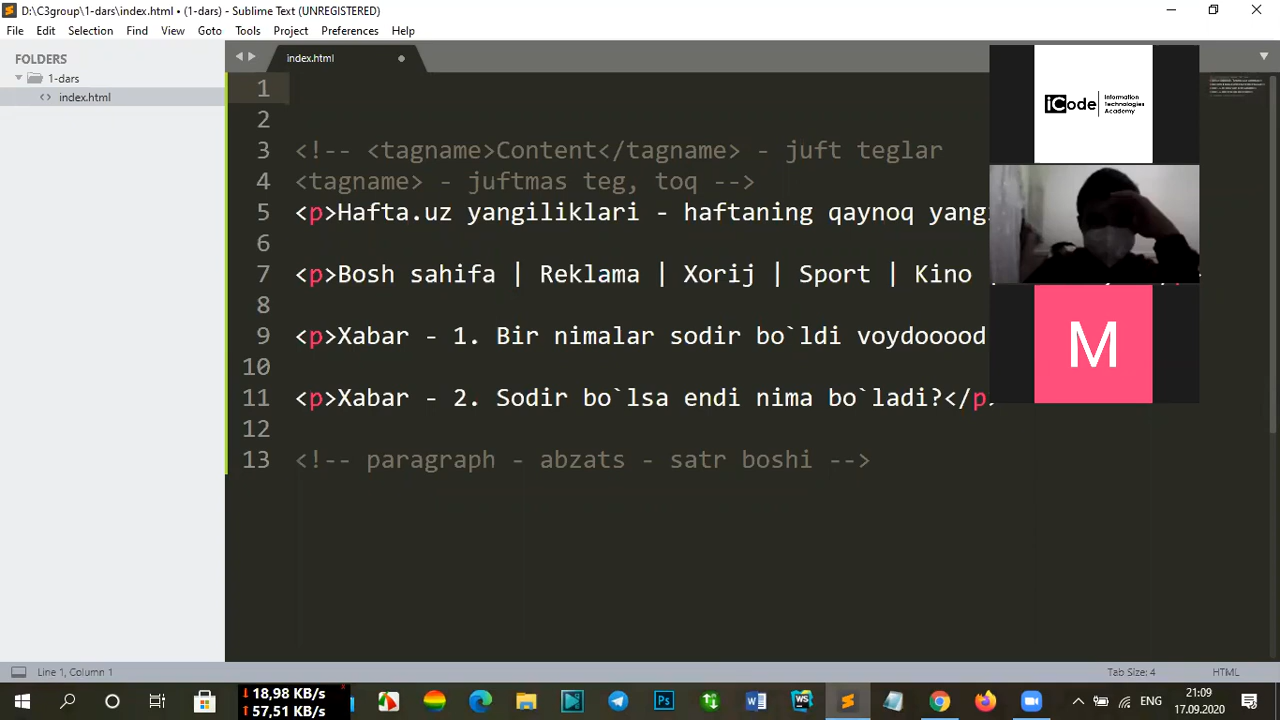 D:\C3group\1-dars\index.html • (1-dars) - Sublime Text (UNREGISTERED)
File Edit Selection Find View Goto Tools Project Preferences Help
FOLDERS
1-dars
index.html
index.html
1
2
3 <!-- <tagname>Content</tagname> - juft teglar
4 <tagname> - juftmas teg, toq -->
5 <p>Hafta.uz yangiliklari - haftaning qaynoq yangi
6
7 <p>Bosh sahifa | Reklama | Xorij | Sport | Kino
8
9 <p>Xabar - 1. Bir nimalar sodir bo`ldi voydooood
10
11 <p>Xabar - 2. Sodir bo`lsa endi nima bo`ladi?</p>
12
13 <!-- paragraph - abzats - satr boshi -->
iCode Information Technologies Academy
M
Line 1, Column 1
Tab Size: 4
HTML
18,98 KB/s
57,51 KB/s
Ps
W
WS
ENG
21:09
17.09.2020